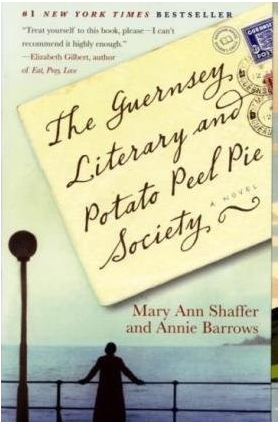 #1 NEW YORK TIMES BESTSELLER
"Treat yourself to this book, please—I can't
recommend it highly enough."
—Elizabeth Gilbert, author
of Eat, Pray, Love
The Guernsey
Literary and
Potato Peel Pie
Society
A NOVEL
Mary Ann Shaffer
and Annie Barrows